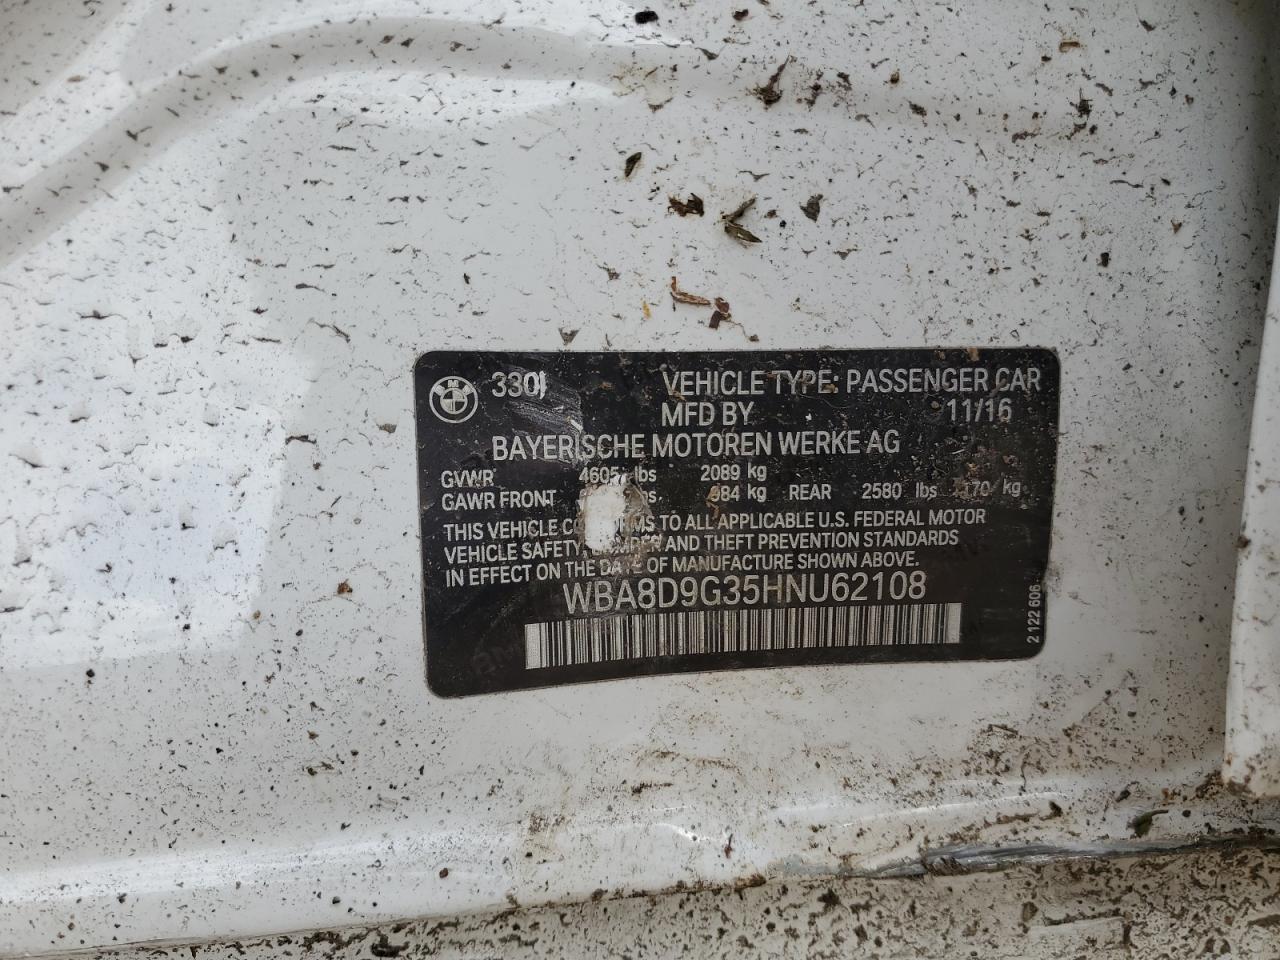 330i VEHICLE TYPE: PASSENGER CAR
MFD BY 11/16
BAYERISCHE MOTOREN WERKE AG
GVWR 4605 lbs 2089 kg
GAWR FRONT kg REAR 2580 lbs kg
THIS VEHICLE TO ALL APPLICABLE U.S. FEDERAL MOTOR
VEHICLE SAFETY, BUMPER AND THEFT PREVENTION STANDARDS
IN EFFECT ON THE DATE OF MANUFACTURE SHOWN ABOVE.
WBA8D9G35HNU62108
2 122 606